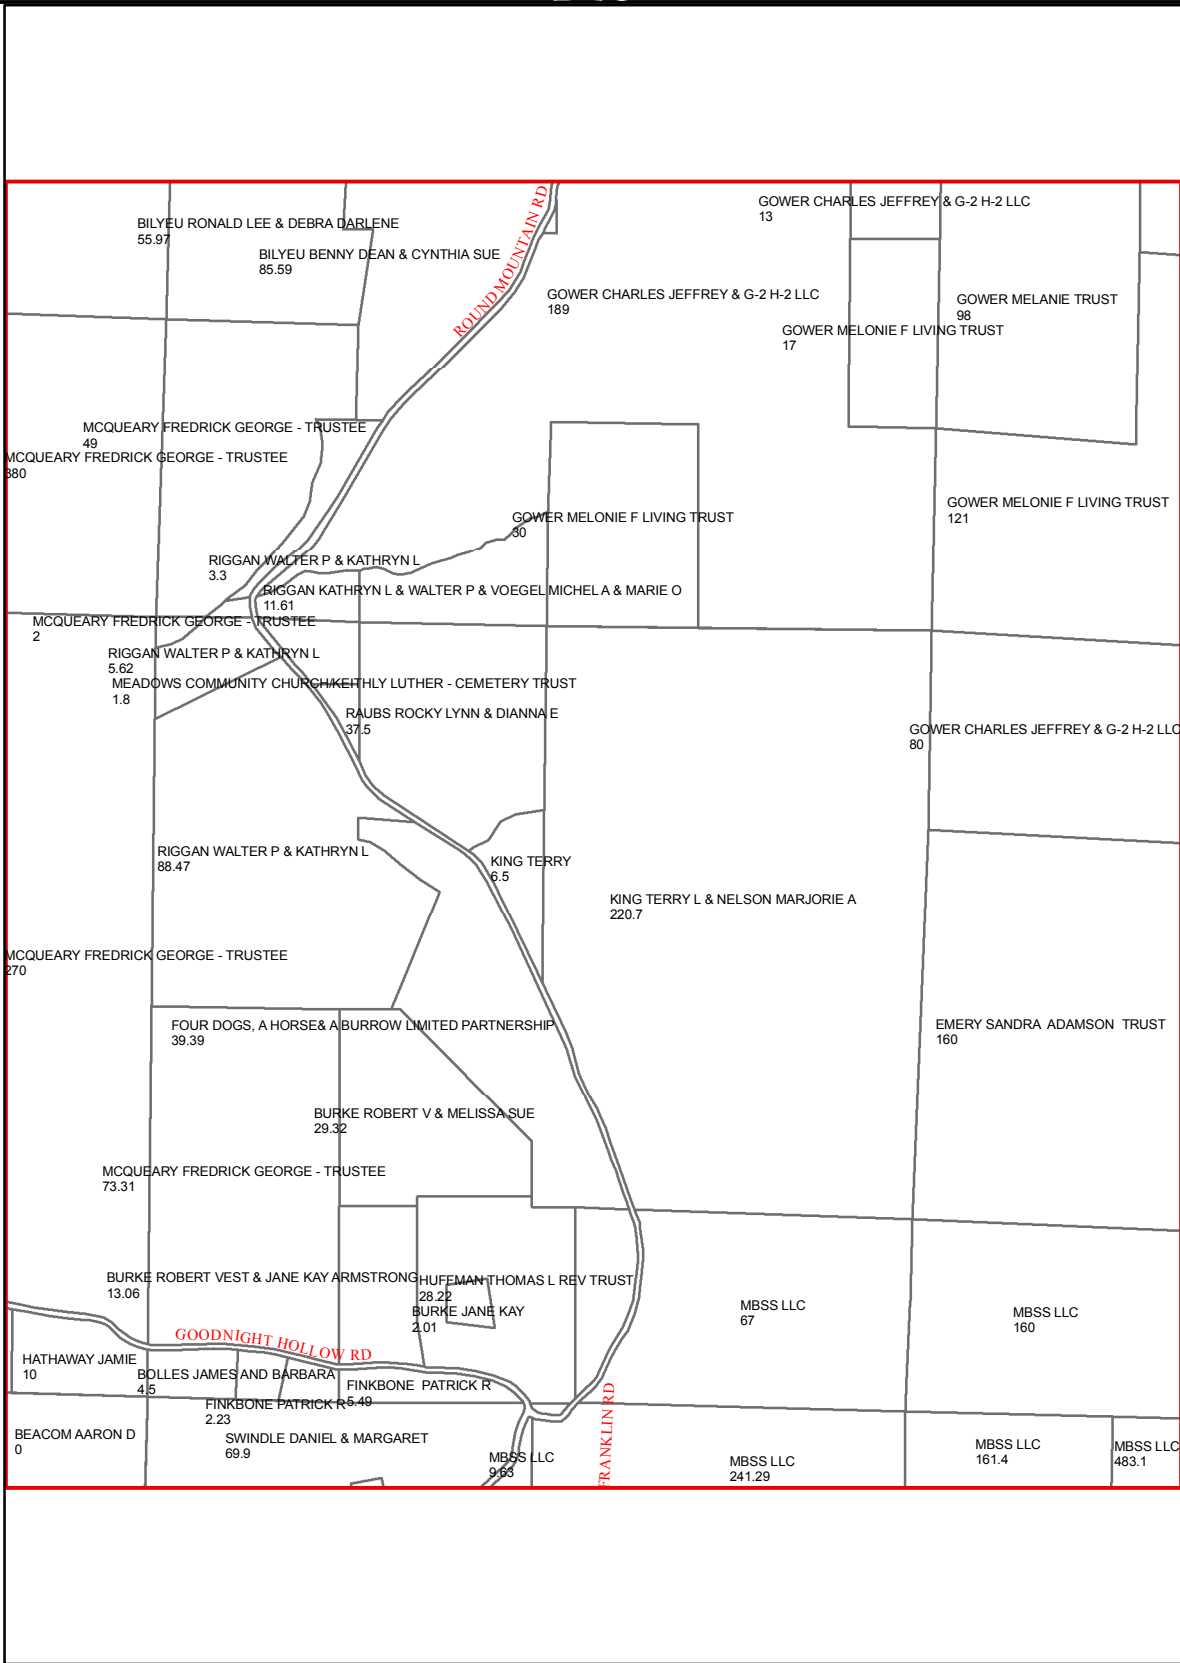 GOWER CHARLES JEFFREY & G-2 H-2 LLC
13
BILYEU RONALD LEE & DEBRA DARLENE
55.97
BILYEU BENNY DEAN & CYNTHIA SUE
85.59
ROUND MOUNTAIN RD
GOWER CHARLES JEFFREY & G-2 H-2 LLC
189
GOWER MELANIE TRUST
98
GOWER MELONIE F LIVING TRUST
17
MCQUEARY FREDRICK GEORGE - TRUSTEE
49
MCQUEARY FREDRICK GEORGE - TRUSTEE
380
GOWER MELONIE F LIVING TRUST
121
GOWER MELONIE F LIVING TRUST
30
RIGGAN WALTER P & KATHRYN L
3.3
RIGGAN KATHRYN L & WALTER P & VOEGEL MICHEL A & MARIE O
11.61
MCQUEARY FREDRICK GEORGE - TRUSTEE
2
RIGGAN WALTER P & KATHRYN L
5.62
MEADOWS COMMUNITY CHURCH/KEITHLY LUTHER - CEMETERY TRUST
1.8
RAUBS ROCKY LYNN & DIANNA E
37.5
GOWER CHARLES JEFFREY & G-2 H-2 LLC
80
RIGGAN WALTER P & KATHRYN L
88.47
KING TERRY
6.5
KING TERRY L & NELSON MARJORIE A
220.7
MCQUEARY FREDRICK GEORGE - TRUSTEE
270
FOUR DOGS, A HORSE& A BURROW LIMITED PARTNERSHIP
39.39
EMERY SANDRA ADAMSON TRUST
160
BURKE ROBERT V & MELISSA SUE
29.32
MCQUEARY FREDRICK GEORGE - TRUSTEE
73.31
BURKE ROBERT VEST & JANE KAY ARMSTRONG
13.06
HUFFMAN THOMAS L REV TRUST
28.22
BURKE JANE KAY
2.01
MBSS LLC
67
MBSS LLC
160
GOODNIGHT HOLLOW RD
HATHAWAY JAMIE
10
BOLLES JAMES AND BARBARA
4.5
FINKBONE PATRICK R
5.49
FINKBONE PATRICK R
2.23
FRANKLIN RD
BEACOM AARON D
0
SWINDLE DANIEL & MARGARET
69.9
MBSS LLC
9.63
MBSS LLC
241.29
MBSS LLC
161.4
MBSS LLC
483.1